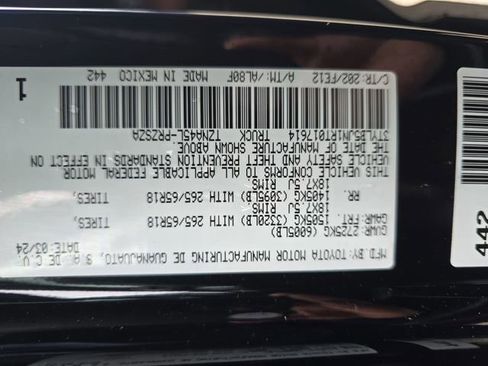 MFD.BY: TOYOTA MOTOR MANUFACTURING DE GUANAJUATO, S.A. DE C.V.
DATE: 03/24
GVWR: 2725KG (6005LB)
GAWR: FRT. 1505KG (3320LB) WITH 265/65R18 TIRES,
18X7.5J RIMS
RR. 1405KG (3095LB) WITH 265/65R18 TIRES,
18X7.5J RIMS
THIS VEHICLE CONFORMS TO ALL APPLICABLE FEDERAL MOTOR
VEHICLE SAFETY AND THEFT PREVENTION STANDARDS IN EFFECT ON
THE DATE OF MANUFACTURE SHOWN ABOVE.
3TYLB5JN1RT017614 TRUCK TZNA45L-PRZSZA
C/TR: 202/FE12 A/TM: /AL80F MADE IN MEXICO 442
1
442